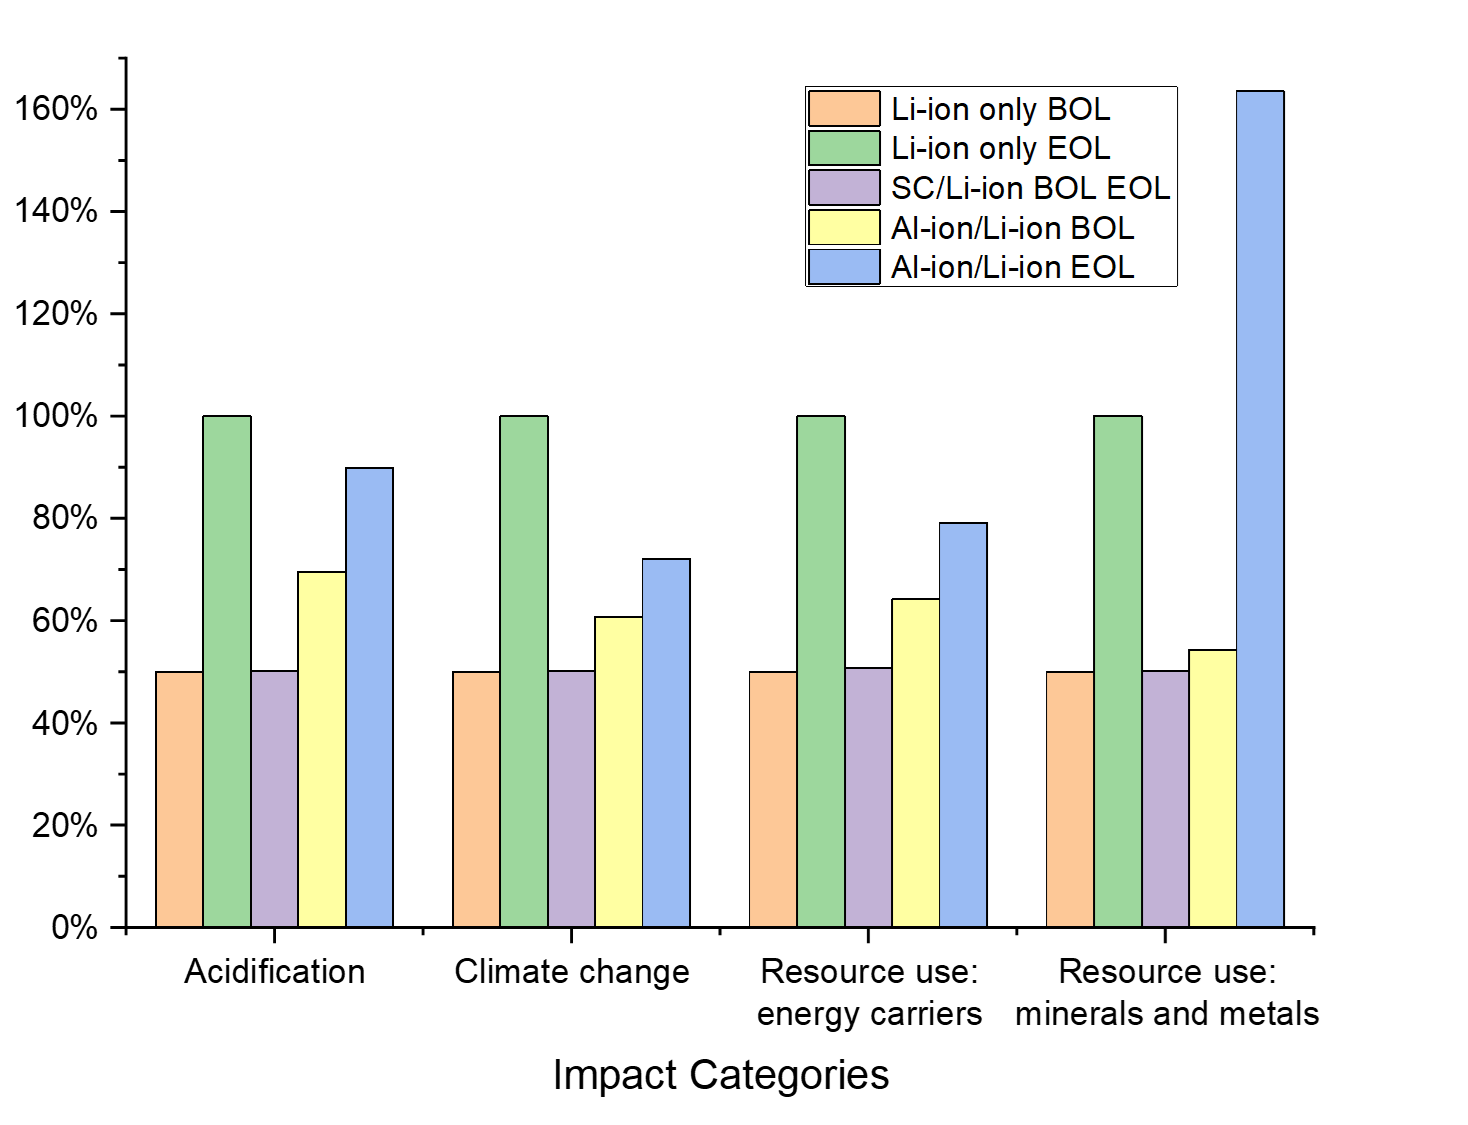 160%
140%
120%
100%
80%
60%
40%
20%
0%
Li-ion only BOL
Li-ion only EOL
SC/Li-ion BOL EOL
Al-ion/Li-ion BOL
Al-ion/Li-ion EOL
Acidification
Climate change
Resource use:
energy carriers
Resource use:
minerals and metals
Impact Categories